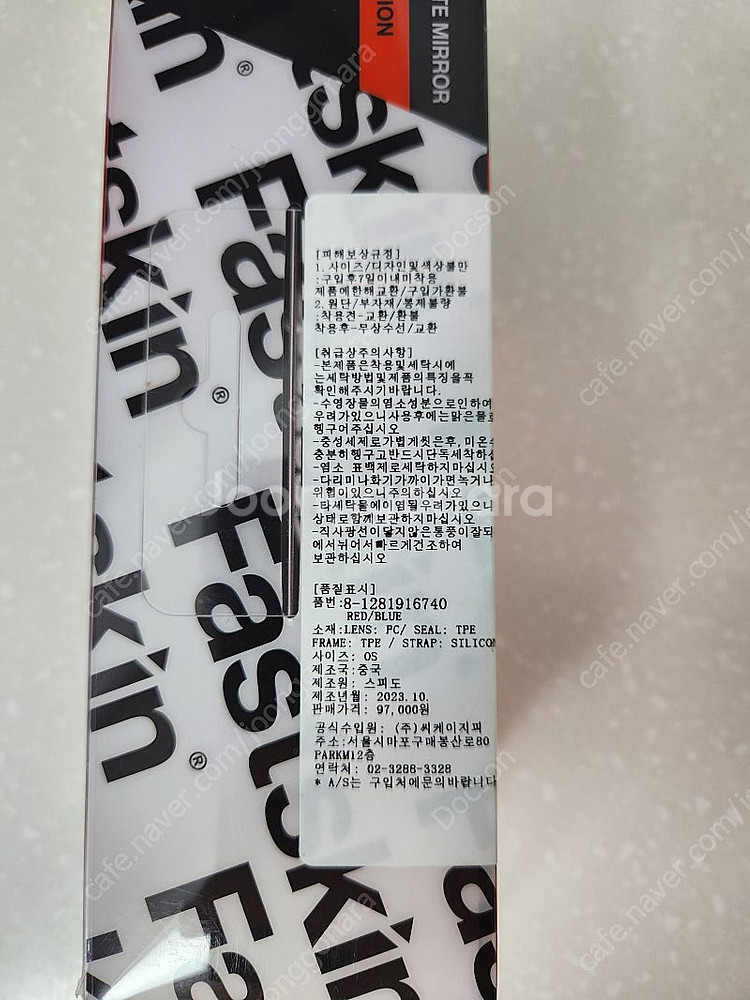 TE MIRROR
ION
Fastskin®
Fastskin®
Fastskin®
[피해보상규정]
1.사이즈/디자인및색상불만
:구입후7일이내미착용
제품에한해교환/구입가환불
2.원단/부자재/봉제불량
:착용전-교환/환불
착용후-무상수선/교환
[취급상주의사항]
-본제품은착용및세탁시에
는세탁방법및제품의특징을꼭
확인해주시기바랍니다.
-수영장물의염소성분으로인하여
우려가있으니사용후에는맑은물로
헹구어주십시오
-중성세제로가볍게씻은후, 미온수
충분히헹구고반드시단독세탁하십
-염소 표백제로세탁하지마십시오
-다리미나화기가까이가면녹거나
위험이있으니주의하십시오
-타세탁물에이염될우려가있으니
상태로함께보관하지마십시오
-직사광선이닿지않은통풍이잘되
에서뉘어서빠르게건조하여
보관하십시오
[품질표시]
품번:8-1281916740
RED/BLUE
소재:LENS: PC/ SEAL: TPE
FRAME: TPE / STRAP: SILICON
사이즈: OS
제조국:중국
제조원: 스피도
제조년월: 2023.10.
판매가격: 97,000원
공식수입원: (주)씨케이지피
주소:서울시마포구매봉산로80
PARKM12층
연락처: 02-3286-3328
* A/S는 구입처에문의바랍니다
Joonggonara
Docson
cafe.naver.com/joonggonara